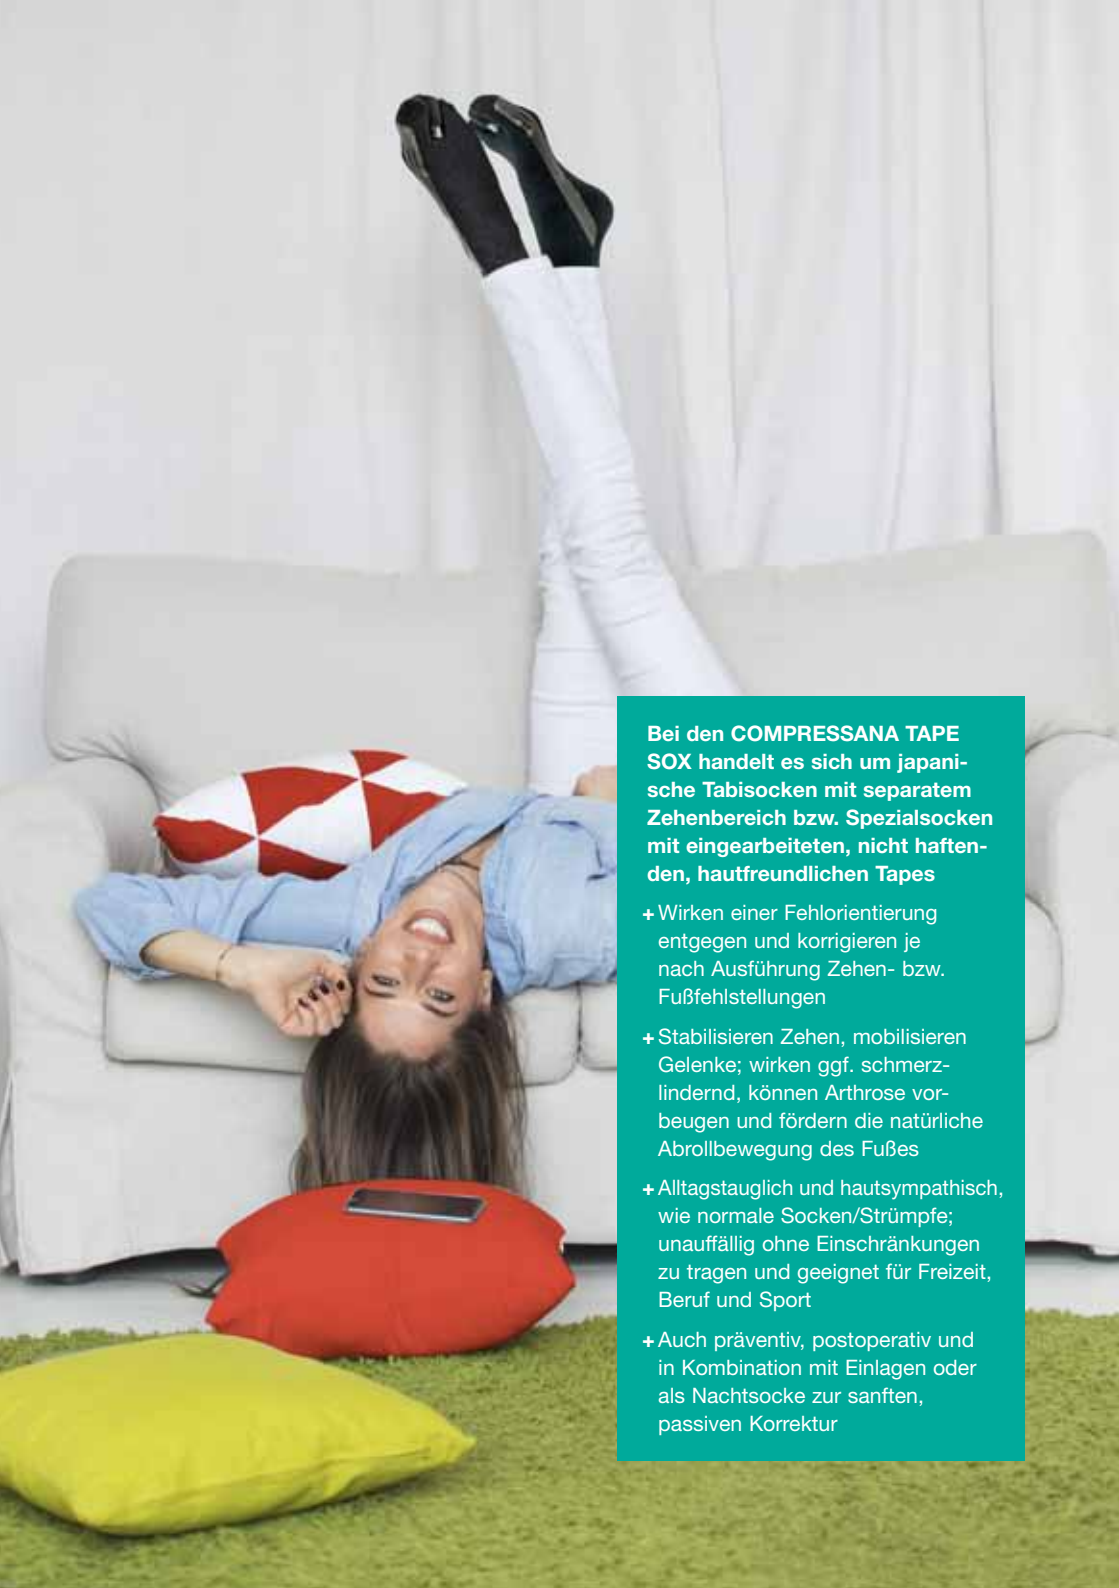 Bei den COMPRESSANA TAPE
SOX handelt es sich um japani-
sche Tabisocken mit separatem
Zehenbereich bzw. Spezialsocken
mit eingearbeiteten, nicht haften-
den, hautfreundlichen Tapes
+ Wirken einer Fehlorientierung
entgegen und korrigieren je
nach Ausführung Zehen- bzw.
Fußfehlstellungen
+ Stabilisieren Zehen, mobilisieren
Gelenke; wirken ggf. schmerz-
lindernd, können Arthrose vor-
beugen und fördern die natürliche
Abrollbewegung des Fußes
+ Alltagstauglich und hautsympathisch,
wie normale Socken/Strümpfe;
unauffällig ohne Einschränkungen
zu tragen und geeignet für Freizeit,
Beruf und Sport
+ Auch präventiv, postoperativ und
in Kombination mit Einlagen oder
als Nachtsocke zur sanften,
passiven Korrektur